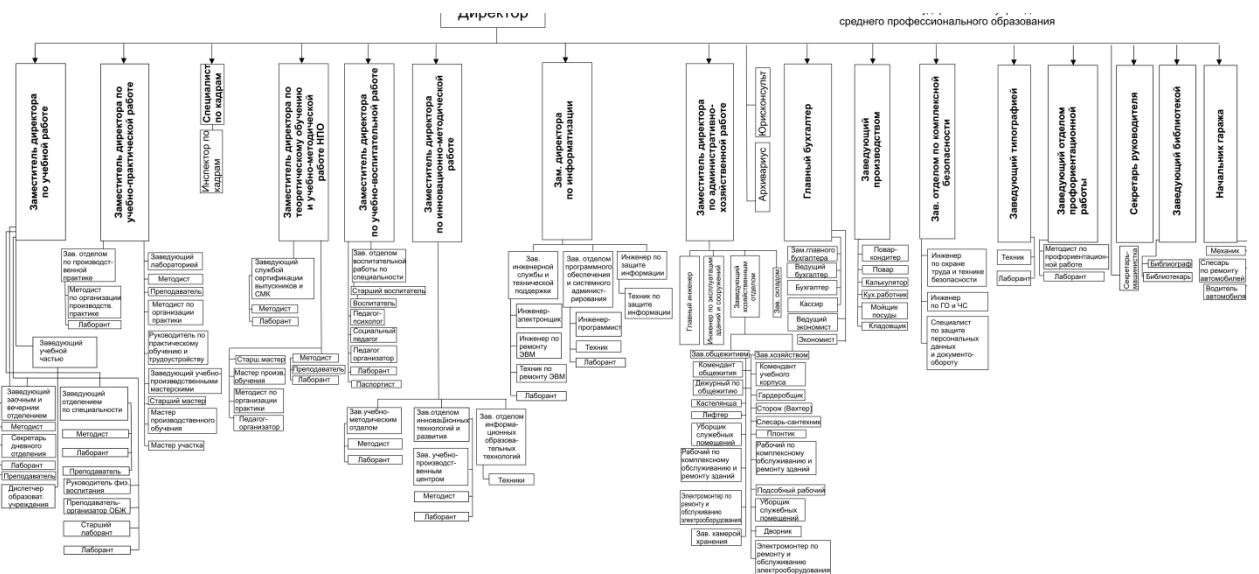 Директор
среднего профессионального образования
Заместитель директора
по учебной работе
Заместитель директора по
учебно-практической работе
Специалист
по кадрам
Инспектор по
кадрам
Заместитель директора по
теоретическому обучению
и учебно-методической
работе НПО
Заместитель директора
по учебно-воспитательной работе
Заместитель директора
по инновационно-методической
работе
Зам. директора
по информатизации
Заместитель директора
по административно-
хозяйственной работе
Юрисконсульт
Архивариус
Главный бухгалтер
Заведующий
производством
Зав. отделом по комплексной
безопасности
Заведующий типографией
Заведующий отделом
профориентационной
работы
Секретарь руководителя
Заведующий библиотекой
Начальник гаража
Зав. отделом
по производст-
венной
практике
Методист
по организации
производств.
практике
Лаборант
Заведующий
учебной
частью
Заведующий
заочным и
вечерним
отделением
Методист
Секретарь
дневного
отделения
Лаборант
Преподаватель
Диспетчер
образоват.
учреждения
Заведующий
отделением
по специальности
Методист
Лаборант
Преподаватель
Руководитель физ.
воспитания
Преподаватель-
организатор ОБЖ
Старший
лаборант
Лаборант
Заведующий
лабораторией
Методист
Преподаватель
Методист по
организации
практики
Лаборант
Руководитель по
практическому
обучению и
трудоустройству
Заведующий учебно-
производственными
мастерскими
Старший мастер
Мастер
производственного
обучения
Мастер участка
Заведующий
службой
сертификации
выпускников и
СМК
Методист
Лаборант
Старш.мастер
Мастер произв.
обучения
Методист по
организации
практики
Педагог-
организатор
Методист
Преподаватель
Лаборант
Зав. отделом
воспитательной
работы по
специальности
Старший воспитатель
Воспитатель
Педагог-
психолог
Социальный
педагог
Педагог
организатор
Лаборант
Паспортист
Зав.учебно-
методическим
отделом
Методист
Лаборант
Зав.отделом
инновационных
технологий и
развития
Зав. учебно-
производст-
венным
центром
Методист
Лаборант
Зав. отделом
информа-
ционных
образова-
тельных
технологий
Техники
Зав.
инженерной
службы и
технической
поддержки
Инженер-
электронщик
Инженер по
ремонту
ЭВМ
Техник по
ремонту ЭВМ
Лаборант
Зав. отделом
программного
обеспечения
и системного
админист-
рирования
Инженер-
программист
Техник
Лаборант
Инженер по
защите
информации
Техник по
защите
информации
Главный инженер
Инженер по эксплуатации
зданий и сооружений
Заведующий
хозяйственным
отделом
Зав. складом
Зав.общежитием
Комендант
общежития
Дежурный по
общежитию
Кастелянша
Лифтер
Уборщик
служебных
помещений
Рабочий по
комплексному
обслуживанию и
ремонту зданий
Электромонтер по
ремонту и
обслуживанию
электрооборудования
Зав. камерой
хранения
Зав.хозяйством
Комендант
учебного
корпуса
Гардеробщик
Сторож (Вахтер)
Слесарь-сантехник
Плонтик
Рабочий по
комплексному
обслуживанию и
ремонту зданий
Подсобный рабочий
Уборщик
служебных
помещений
Дворник
Электромонтер по
ремонту и
обслуживанию
электрооборудования
Зам.главного
бухгалтера
Ведущий
бухгалтер
Бухгалтер
Кассир
Ведущий
экономист
Экономист
Повар-
кондитер
Повар
Калькулятор
Кух.работник
Мойщик
посуды
Кладовщик
Инженер
по охране
труда и технике
безопасности
Инженер
по ГО и ЧС
Специалист
по защите
персональных
данных
и документо-
обороту
Техник
Лаборант
Методист по
профориентацион-
ной работе
Лаборант
Секретарь-
машинистка
Библиограф
Библиотекарь
Механик
Слесарь
по ремонту
автомобилей
Водитель
автомобиля